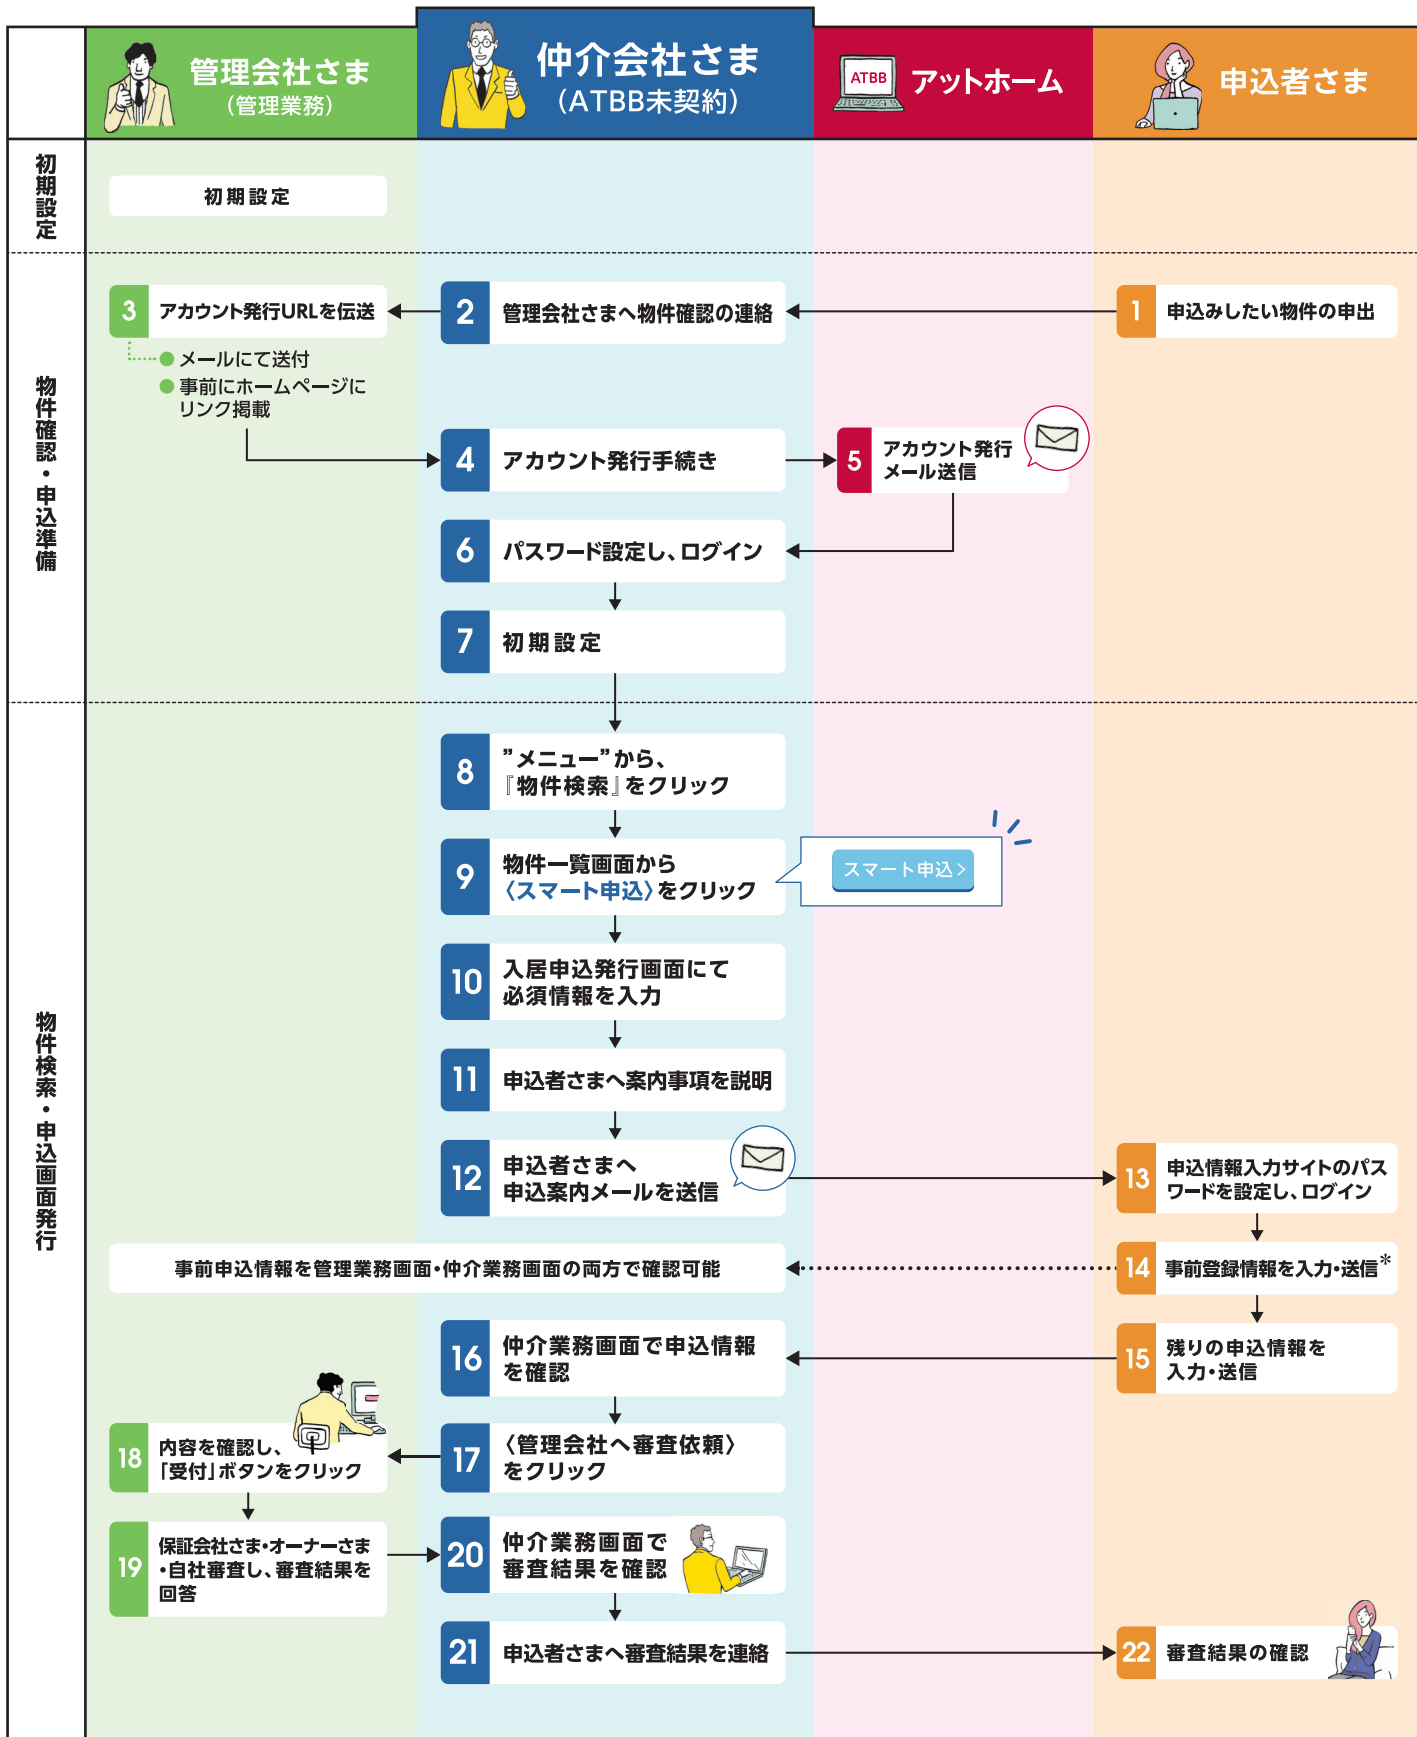 管理会社さま
（管理業務）
仲介会社さま
（ATBB未契約）
ATBB
アットホーム
申込者さま
初期設定
初期設定
物件確認・申込準備
1
申込みしたい物件の申出
2
管理会社さまへ物件確認の連絡
3
アカウント発行URLを伝送
● メールにて送付
● 事前にホームページに
リンク掲載
4
アカウント発行手続き
5
アカウント発行
メール送信
6
パスワード設定し、ログイン
7
初期設定
物件検索・申込画面発行
8
”メニュー”から、
『物件検索』をクリック
9
物件一覧画面から
〈スマート申込〉をクリック
スマート申込 >
10
入居申込発行画面にて
必須情報を入力
11
申込者さまへ案内事項を説明
12
申込者さまへ
申込案内メールを送信
13
申込情報入力サイトのパス
ワードを設定し、ログイン
14
事前登録情報を入力・送信＊
事前申込情報を管理業務画面・仲介業務画面の両方で確認可能
15
残りの申込情報を
入力・送信
16
仲介業務画面で申込情報
を確認
17
〈管理会社へ審査依頼〉
をクリック
18
内容を確認し、
「受付」ボタンをクリック
19
保証会社さま・オーナーさま
・自社審査し、審査結果を
回答
20
仲介業務画面で
審査結果を確認
21
申込者さまへ審査結果を連絡
22
審査結果の確認